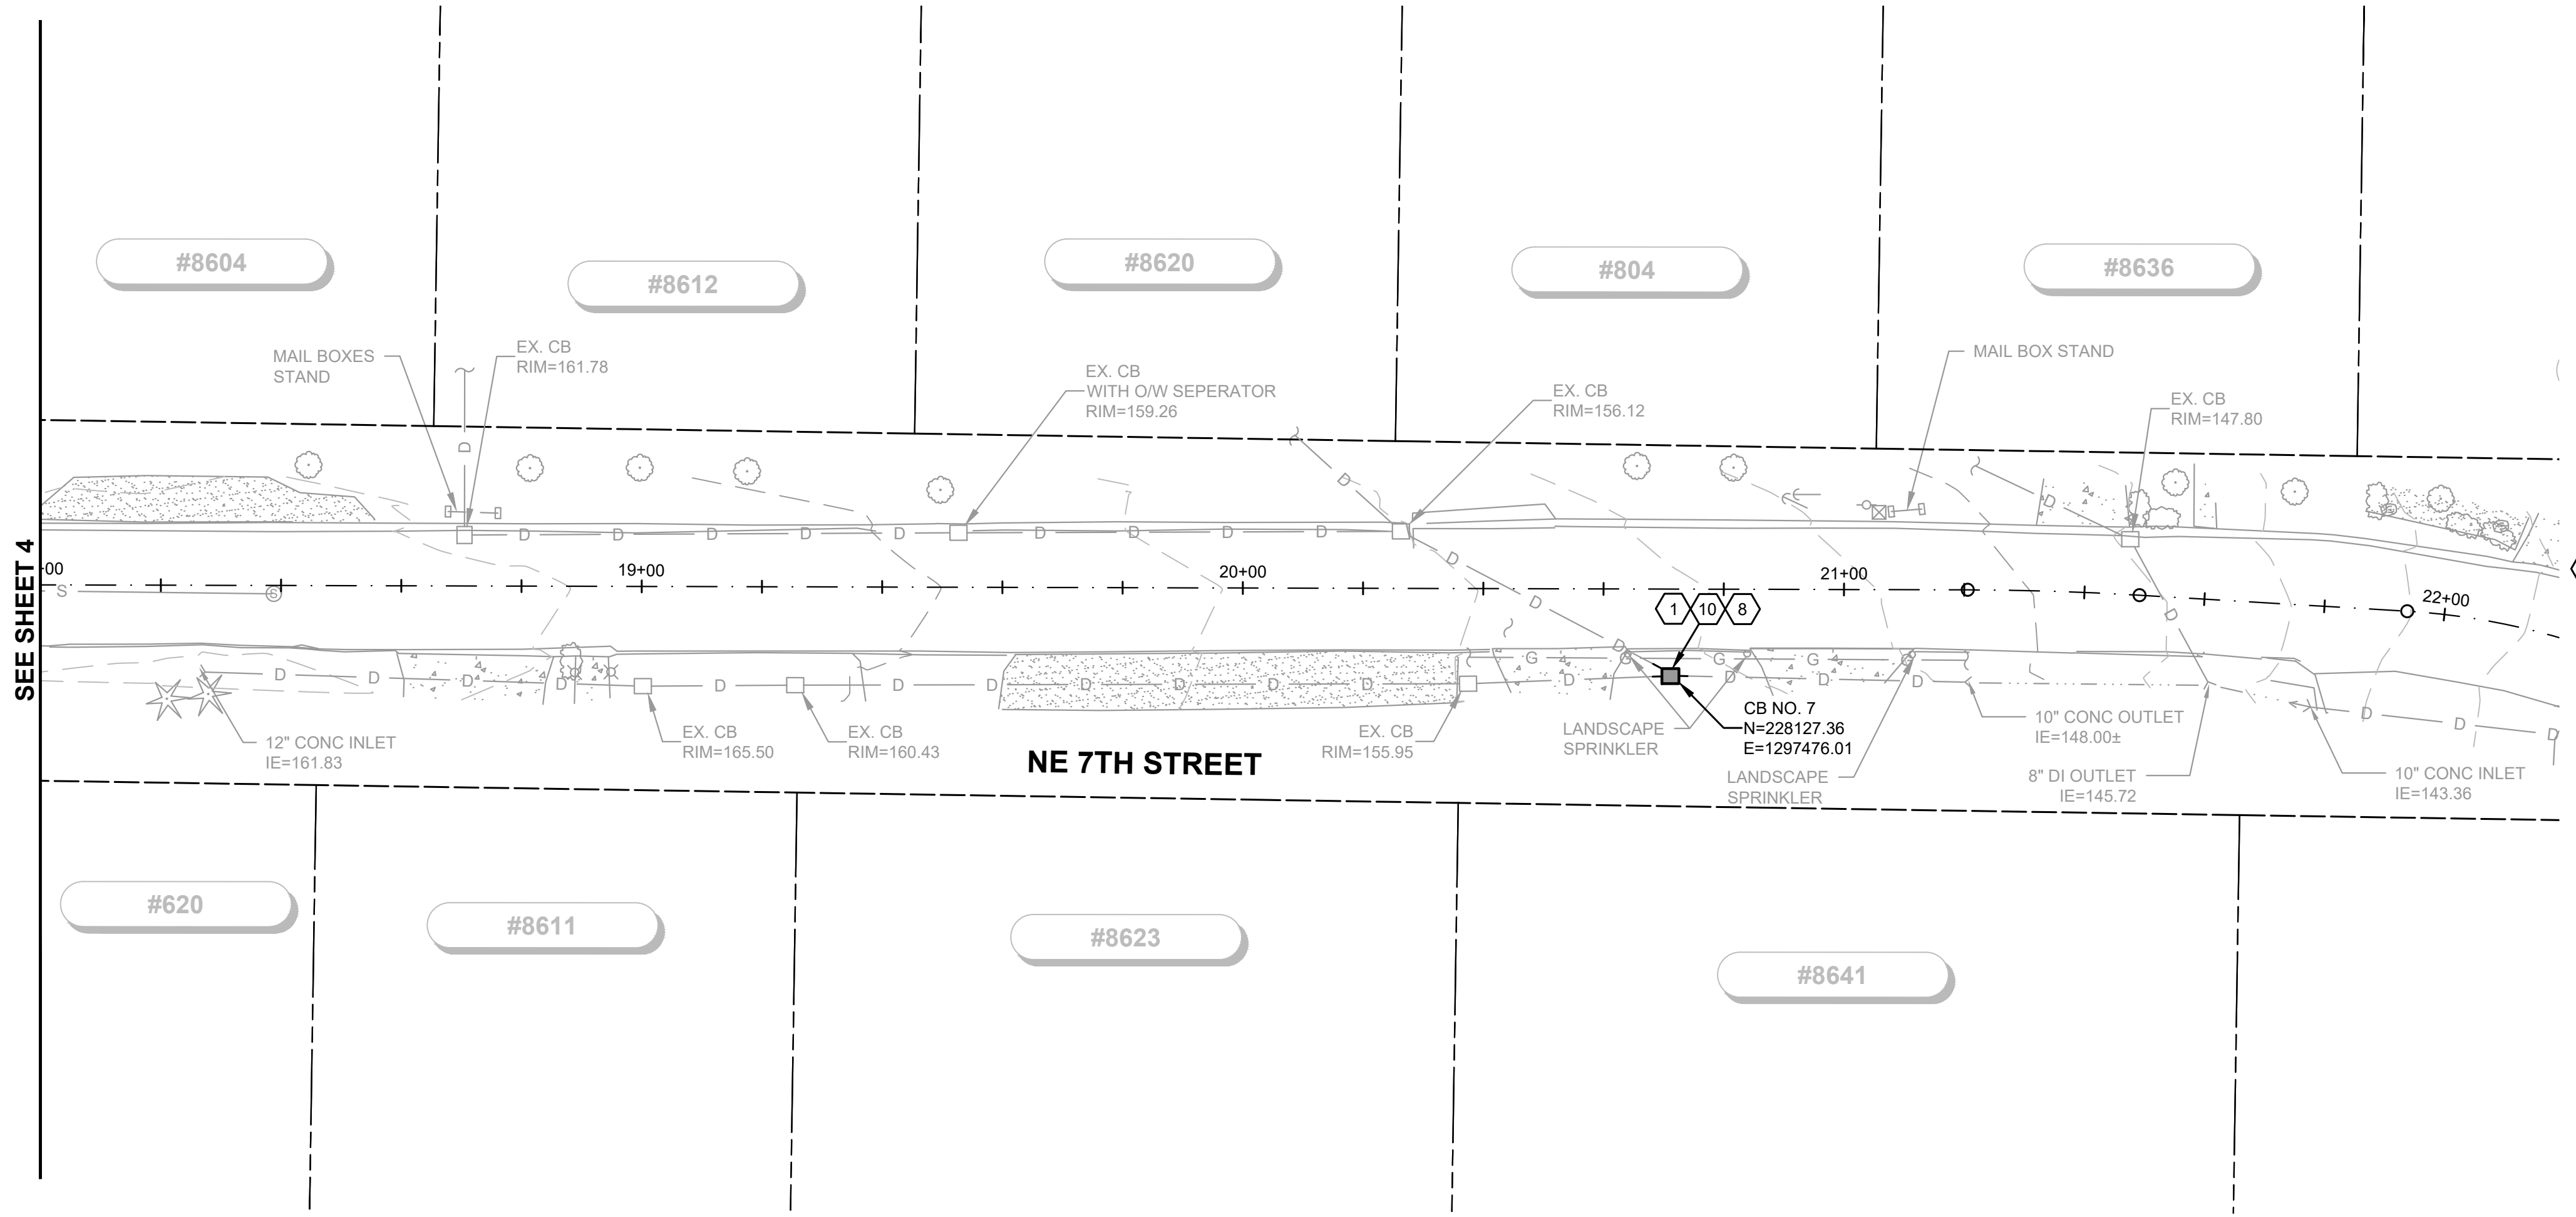 #8604
#8612
#8620
#804
#8636
MAIL BOXES
STAND
EX. CB
RIM=161.78
EX. CB
WITH O/W SEPERATOR
RIM=159.26
EX. CB
RIM=156.12
MAIL BOX STAND
EX. CB
RIM=147.80
D
D
D
D D D D D D D D D
D
D
D
D
SEE SHEET 4
00
19+00
20+00
21+00
22+00
S
S
1 10 8
G G G G G
D D D D D D D D D D D D D D D
D D D
12" CONC INLET
IE=161.83
EX. CB
RIM=165.50
EX. CB
RIM=160.43
NE 7TH STREET
EX. CB
RIM=155.95
LANDSCAPE
SPRINKLER
CB NO. 7
N=228127.36
E=1297476.01
LANDSCAPE
SPRINKLER
10" CONC OUTLET
IE=148.00±
8" DI OUTLET
IE=145.72
10" CONC INLET
IE=143.36
#620
#8611
#8623
#8641